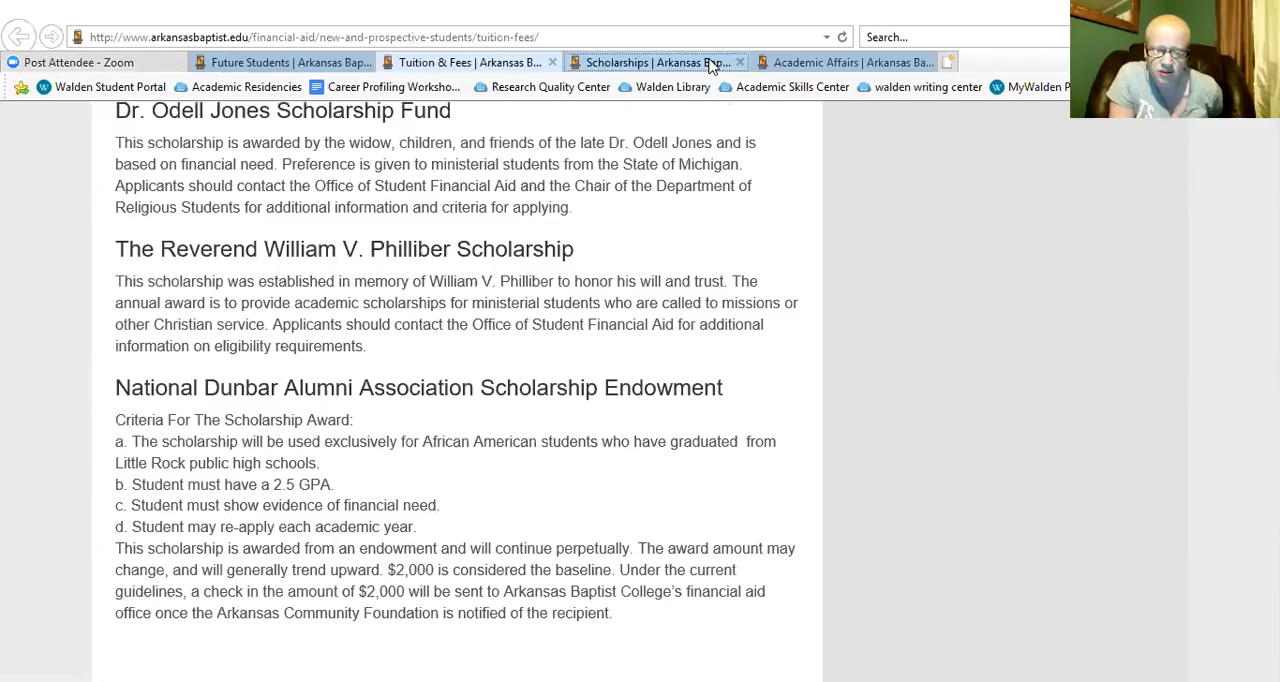 http://www.arkansasbaptist.edu/financial-aid/new-and-prospective-students/tuition-fees/
Search...
Post Attendee - Zoom
Future Students | Arkansas Bap...
Tuition & Fees | Arkansas B...
Scholarships | Arkansas Bap...
Academic Affairs | Arkansas Ba...
Walden Student Portal
Academic Residencies
Career Profiling Worksho...
Research Quality Center
Walden Library
Academic Skills Center
walden writing center
MyWalden P
Dr. Odell Jones Scholarship Fund
This scholarship is awarded by the widow, children, and friends of the late Dr. Odell Jones and is
based on financial need. Preference is given to ministerial students from the State of Michigan.
Applicants should contact the Office of Student Financial Aid and the Chair of the Department of
Religious Students for additional information and criteria for applying.
The Reverend William V. Philliber Scholarship
This scholarship was established in memory of William V. Philliber to honor his will and trust. The
annual award is to provide academic scholarships for ministerial students who are called to missions or
other Christian service. Applicants should contact the Office of Student Financial Aid for additional
information on eligibility requirements.
National Dunbar Alumni Association Scholarship Endowment
Criteria For The Scholarship Award:
a. The scholarship will be used exclusively for African American students who have graduated from
Little Rock public high schools.
b. Student must have a 2.5 GPA.
c. Student must show evidence of financial need.
d. Student may re-apply each academic year.
This scholarship is awarded from an endowment and will continue perpetually. The award amount may
change, and will generally trend upward. $2,000 is considered the baseline. Under the current
guidelines, a check in the amount of $2,000 will be sent to Arkansas Baptist College's financial aid
office once the Arkansas Community Foundation is notified of the recipient.